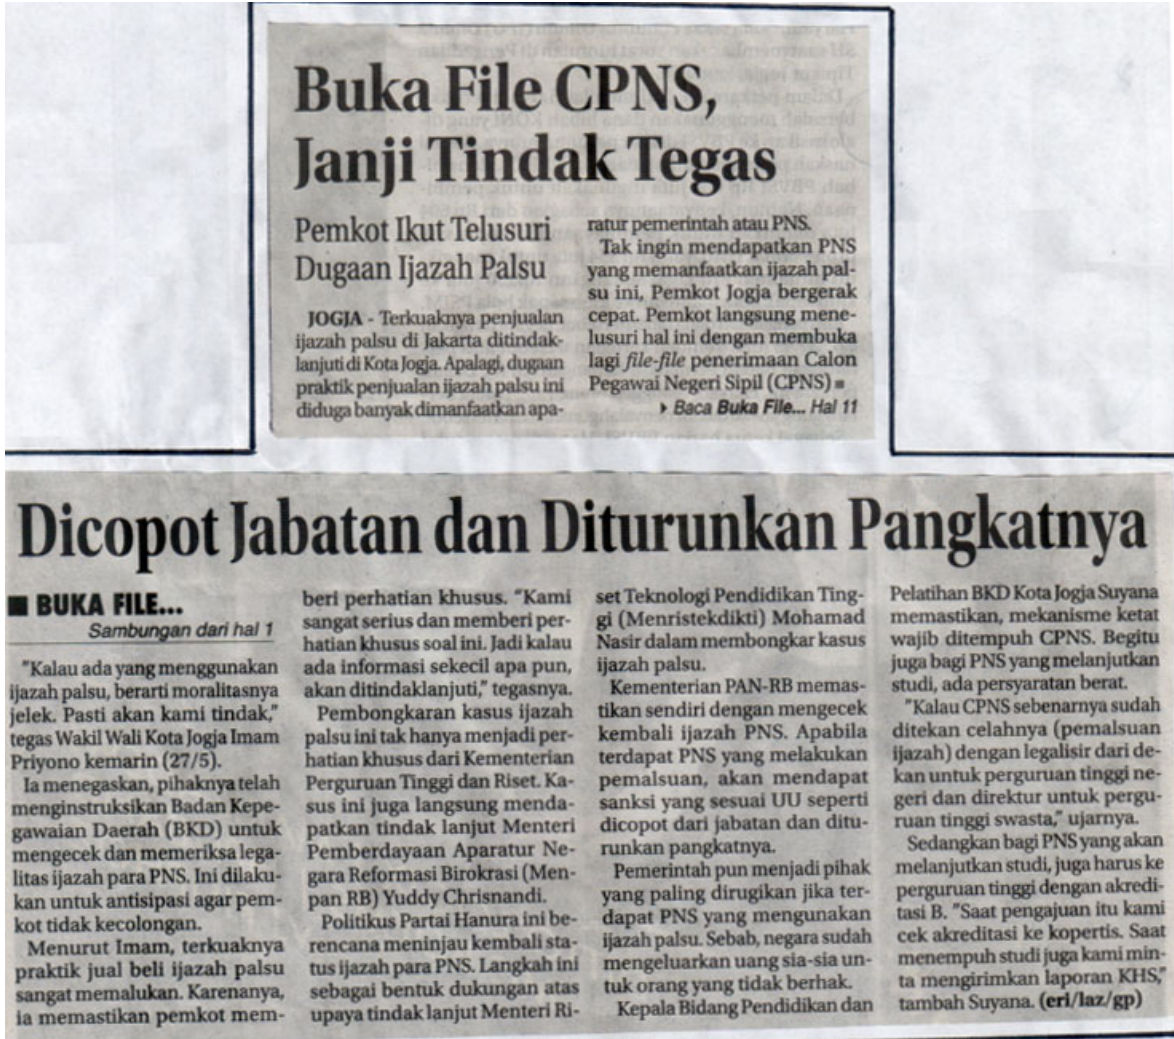 Buka File CPNS,
Janji Tindak Tegas
Pemkot Ikut Telusuri
Dugaan Ijazah Palsu
JOGJA - Terkuaknya penjualan
ijazah palsu di Jakarta ditindak-
lanjuti di Kota Jogja. Apalagi, dugaan
praktik penjualan ijazah palsu ini
diduga banyak dimanfaatkan apa-
ratur pemerintah atau PNS.
Tak ingin mendapatkan PNS
yang memanfaatkan ijazah pal-
su ini, Pemkot Jogja bergerak
cepat. Pemkot langsung mene-
lusuri hal ini dengan membuka
lagi file-file penerimaan Calon
Pegawai Negeri Sipil (CPNS) ■
▸ Baca Buka File... Hal 11
Dicopot Jabatan dan Diturunkan Pangkatnya
■ BUKA FILE...
Sambungan dari hal 1
"Kalau ada yang menggunakan
ijazah palsu, berarti moralitasnya
jelek. Pasti akan kami tindak,"
tegas Wakil Wali Kota Jogja Imam
Priyono kemarin (27/5).
Ia menegaskan, pihaknya telah
menginstruksikan Badan Kepe-
gawaian Daerah (BKD) untuk
mengecek dan memeriksa lega-
litas ijazah para PNS. Ini dilaku-
kan untuk antisipasi agar pem-
kot tidak kecolongan.
Menurut Imam, terkuaknya
praktik jual beli ijazah palsu
sangat memalukan. Karenanya,
ia memastikan pemkot mem-
beri perhatian khusus. "Kami
sangat serius dan memberi per-
hatian khusus soal ini. Jadi kalau
ada informasi sekecil apa pun,
akan ditindaklanjuti," tegasnya.
Pembongkaran kasus ijazah
palsu ini tak hanya menjadi per-
hatian khusus dari Kementerian
Perguruan Tinggi dan Riset. Ka-
sus ini juga langsung menda-
patkan tindak lanjut Menteri
Pemberdayaan Aparatur Ne-
gara Reformasi Birokrasi (Men-
pan RB) Yuddy Chrisnandi.
Politikus Partai Hanura ini be-
rencana meninjau kembali sta-
tus ijazah para PNS. Langkah ini
sebagai bentuk dukungan atas
upaya tindak lanjut Menteri Ri-
set Teknologi Pendidikan Ting-
gi (Menristekdikti) Mohamad
Nasir dalam membongkar kasus
ijazah palsu.
Kementerian PAN-RB memas-
tikan sendiri dengan mengecek
kembali ijazah PNS. Apabila
terdapat PNS yang melakukan
pemalsuan, akan mendapat
sanksi yang sesuai UU seperti
dicopot dari jabatan dan ditu-
runkan pangkatnya.
Pemerintah pun menjadi pihak
yang paling dirugikan jika ter-
dapat PNS yang mengunakan
ijazah palsu. Sebab, negara sudah
mengeluarkan uang sia-sia un-
tuk orang yang tidak berhak.
Kepala Bidang Pendidikan dan
Pelatihan BKD Kota Jogja Suyana
memastikan, mekanisme ketat
wajib ditempuh CPNS. Begitu
juga bagi PNS yang melanjutkan
studi, ada persyaratan berat.
"Kalau CPNS sebenarnya sudah
ditekan celahnya (pemalsuan
ijazah) dengan legalisir dari de-
kan untuk perguruan tinggi ne-
geri dan direktur untuk pergu-
ruan tinggi swasta," ujarnya.
Sedangkan bagi PNS yang akan
melanjutkan studi, juga harus ke
perguruan tinggi dengan akredi-
tasi B. "Saat pengajuan itu kami
cek akreditasi ke kopertis. Saat
menempuh studi juga kami min-
ta mengirimkan laporan KHS,"
tambah Suyana. (eri/laz/gp)